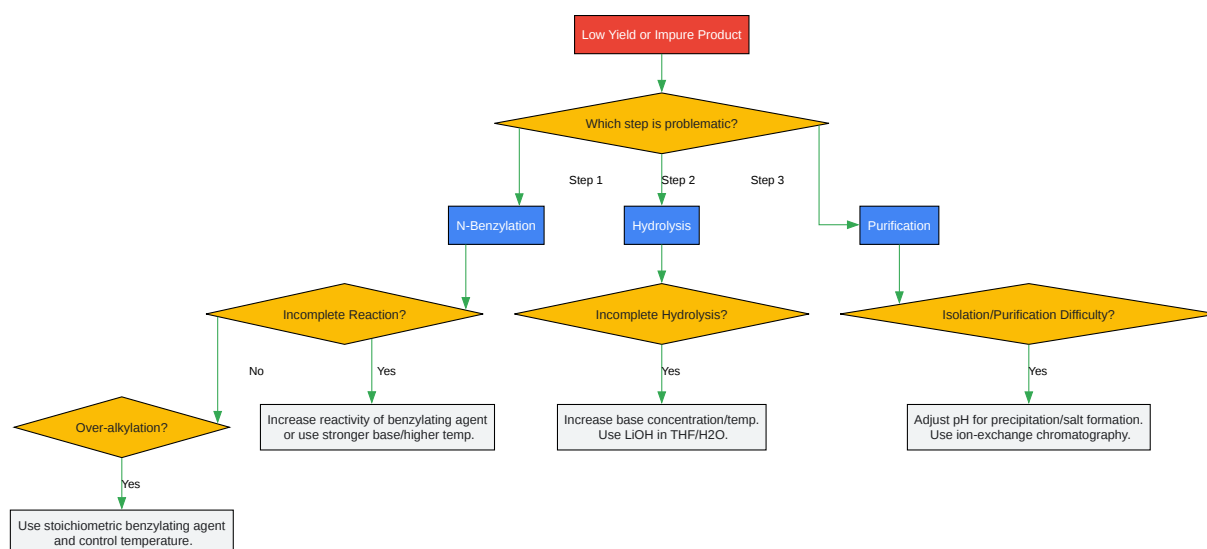 Low Yield or Impure Product
Which step is problematic?
Step 1
Step 2
Step 3
N-Benzylation
Hydrolysis
Purification
Incomplete Reaction?
Incomplete Hydrolysis?
Isolation/Purification Difficulty?
No
Yes
Yes
Yes
Over-alkylation?
Increase reactivity of benzylating agent
or use stronger base/higher temp.
Increase base concentration/temp.
Use LiOH in THF/H2O.
Adjust pH for precipitation/salt formation.
Use ion-exchange chromatography.
Yes
Use stoichiometric benzylating agent
and control temperature.